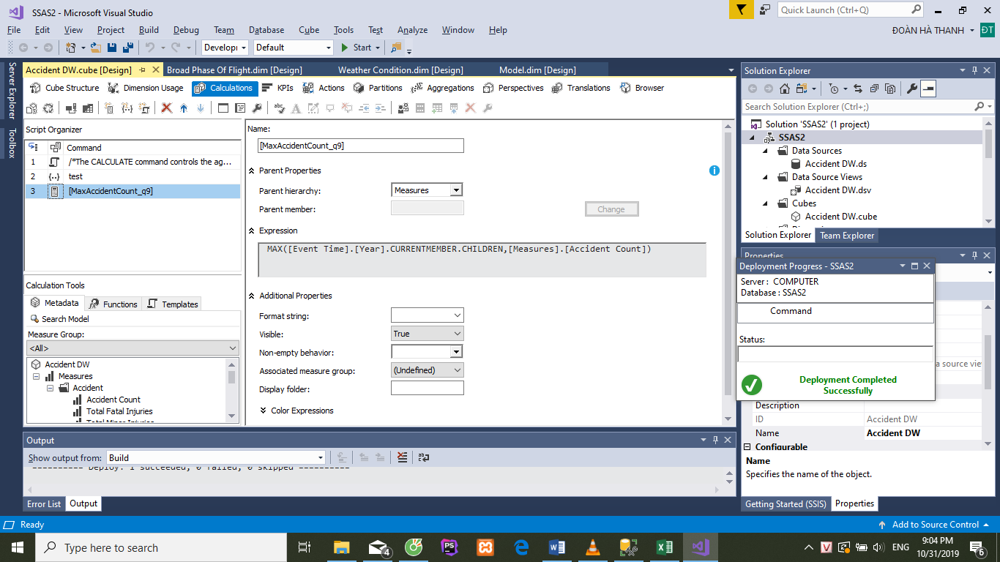 SSAS2 - Microsoft Visual Studio
Quick Launch (Ctrl+Q)
File Edit View Project Build Debug Team Database Cube Tools Test Analyze Window Help
ĐOÀN HÀ THANH ĐT
Developi Default Start
Server Explorer
Toolbox
Accident DW.cube [Design] Broad Phase Of Flight.dim [Design] Weather Condition.dim [Design] Model.dim [Design]
Cube Structure Dimension Usage Calculations KPIs Actions Partitions Aggregations Perspectives Translations Browser
Script Organizer
Command
1 /*The CALCULATE command controls the ag...
2 test
3 [MaxAccidentCount_q9]
Calculation Tools
Metadata Functions Templates
Search Model
Measure Group:
<All>
Accident DW
Measures
Accident
Accident Count
Total Fatal Injuries
Total Minor Injuries
Name:
[MaxAccidentCount_q9]
Parent Properties
Parent hierarchy: Measures
Parent member: Change
Expression
MAX([Event Time].[Year].CURRENTMEMBER.CHILDREN,[Measures].[Accident Count])
Additional Properties
Format string:
Visible: True
Non-empty behavior:
Associated measure group: (Undefined)
Display folder:
Color Expressions
Solution Explorer
Search Solution Explorer (Ctrl+;)
Solution 'SSAS2' (1 project)
SSAS2
Data Sources
Accident DW.ds
Data Source Views
Accident DW.dsv
Cubes
Accident DW.cube
Solution Explorer Team Explorer
Properties
Deployment Progress - SSAS2
Server : COMPUTER
Database : SSAS2
Command
Status:
Deployment Completed
Successfully
a source viev
Description
ID Accident DW
Name Accident DW
Configurable
Name
Specifies the name of the object.
Getting Started (SSIS) Properties
Output
Show output from: Build
========== Deploy: 1 succeeded, 0 failed, 0 skipped ==========
Error List Output
Ready
Add to Source Control
Type here to search
4
PS
ENG
9:04 PM
10/31/2019
6